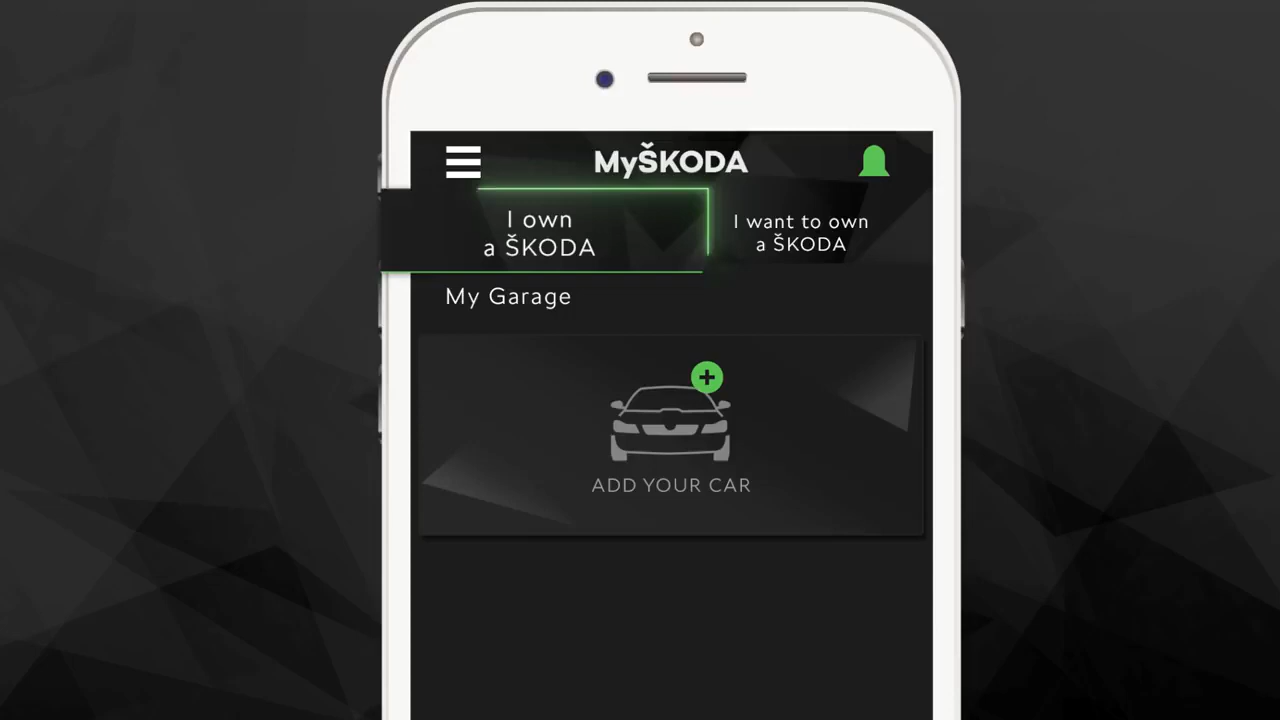 MyŠKODA
I own
a ŠKODA
I want to own
a ŠKODA
My Garage
ADD YOUR CAR